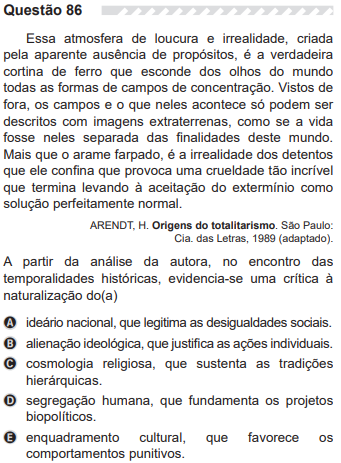 Questão 86
Essa atmosfera de loucura e irrealidade, criada
pela aparente ausência de propósitos, é a verdadeira
cortina de ferro que esconde dos olhos do mundo
todas as formas de campos de concentração. Vistos de
fora, os campos e o que neles acontece só podem ser
descritos com imagens extraterrenas, como se a vida
fosse neles separada das finalidades deste mundo.
Mais que o arame farpado, é a irrealidade dos detentos
que ele confina que provoca uma crueldade tão incrível
que termina levando à aceitação do extermínio como
solução perfeitamente normal.
ARENDT, H. Origens do totalitarismo. São Paulo:
Cia. das Letras, 1989 (adaptado).
A partir da análise da autora, no encontro das
temporalidades históricas, evidencia-se uma crítica à
naturalização do(a)
A ideário nacional, que legitima as desigualdades sociais.
B alienação ideológica, que justifica as ações individuais.
C cosmologia religiosa, que sustenta as tradições
hierárquicas.
D segregação humana, que fundamenta os projetos
biopolíticos.
E enquadramento cultural, que favorece os
comportamentos punitivos.